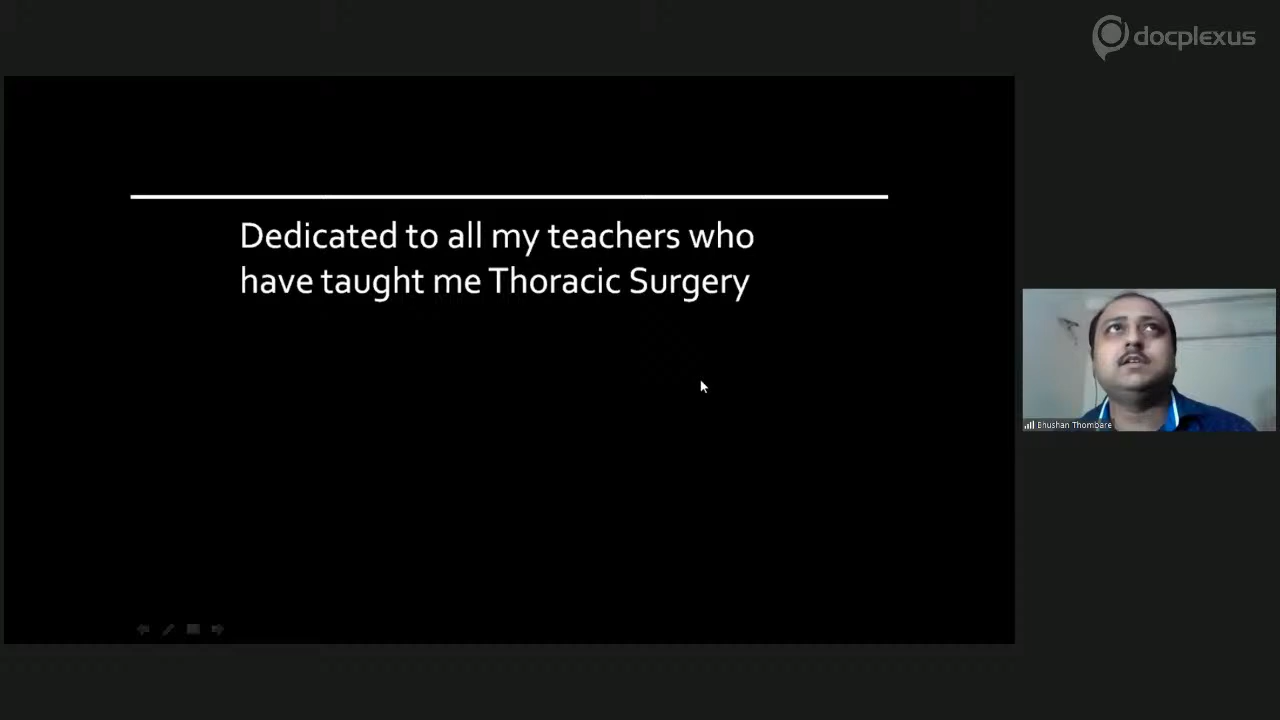 docplexus
Dedicated to all my teachers who
have taught me Thoracic Surgery
Bhushan Thombare